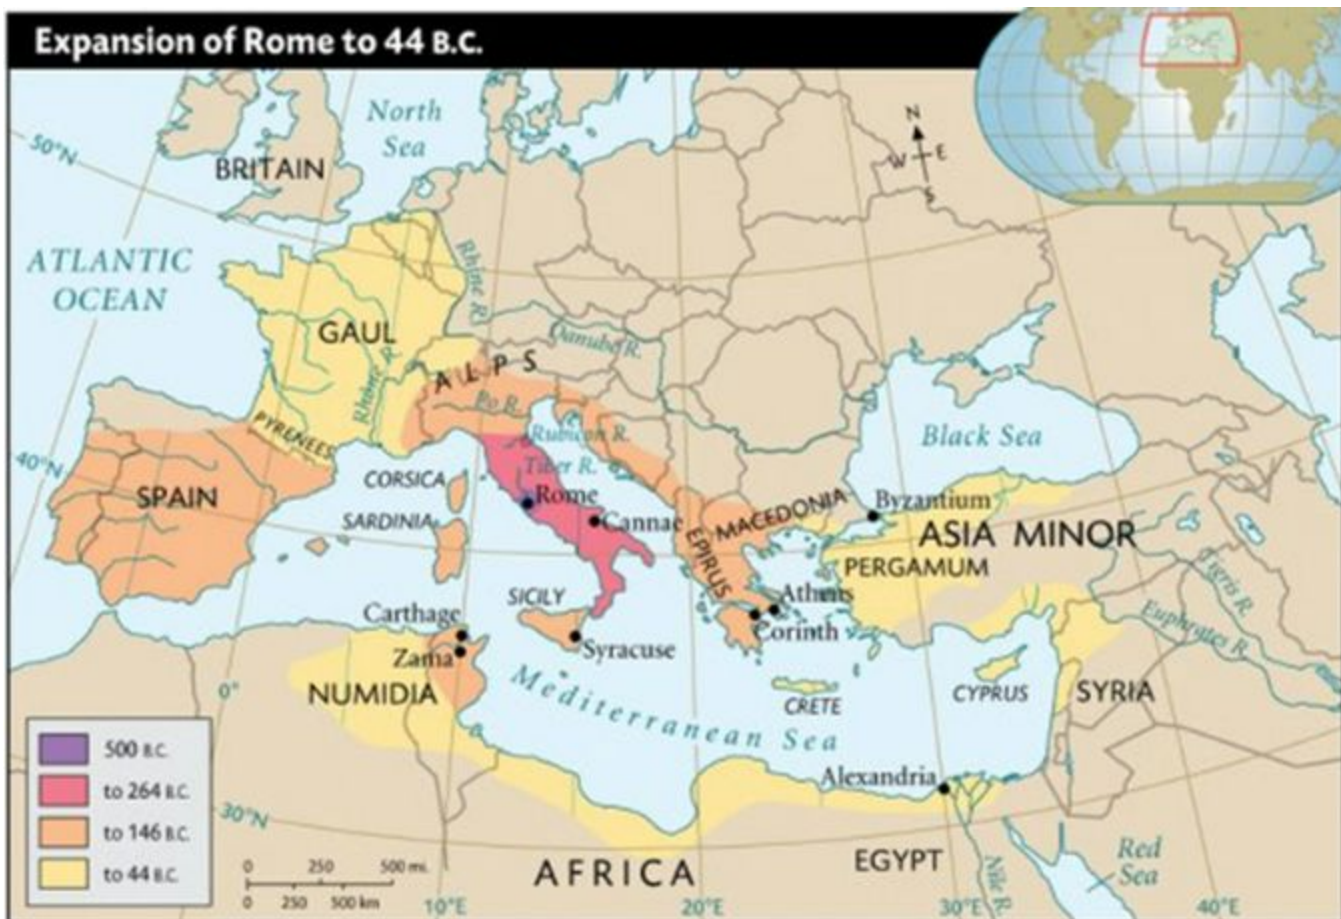 Expansion of Rome to 44 B.C.
North
Sea
N
W E
S
50°N
BRITAIN
ATLANTIC
OCEAN
Rhine R.
GAUL
Danube R.
ALPS
Rhône R.
Po R.
PYRENEES
Rubicon R.
Black Sea
40°N
Tiber R.
CORSICA
SPAIN
Rome
MACEDONIA
Byzantium
SARDINIA
Cannae
ASIA MINOR
EPIRUS
PERGAMUM
Tigris R.
SICILY
Athens
Carthage
Corinth
Euphrates R.
Syracuse
Zama
NUMIDIA
0°
Mediterranean Sea
CRETE
CYPRUS
SYRIA
500 B.C.
to 264 B.C.
to 146 B.C.
to 44 B.C.
Alexandria
30°N
0 250 500 mi.
0 250 500 km
AFRICA
EGYPT
Nile R.
Red
Sea
10°E
20°E
30°E
40°E